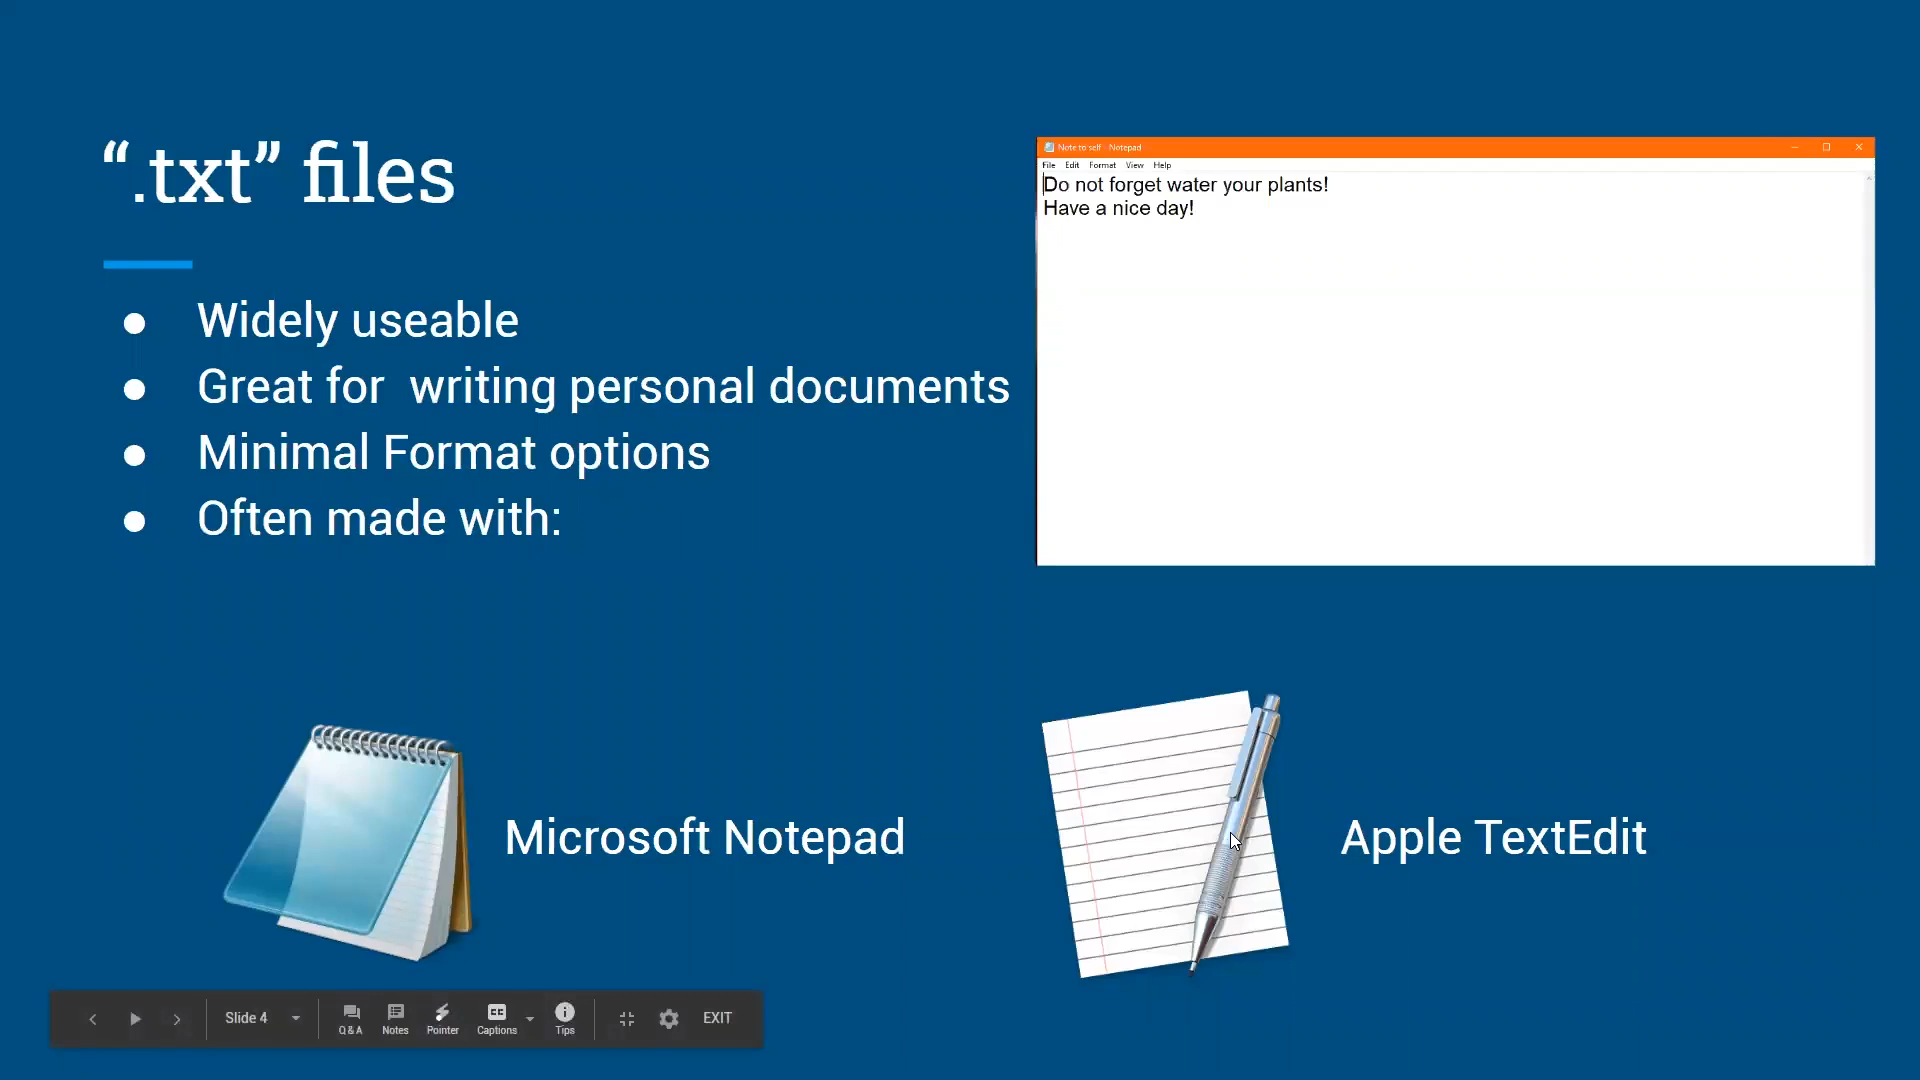 “.txt” files
● Widely useable
● Great for  writing personal documents
● Minimal Format options
● Often made with:
Note to self - Notepad
File Edit Format View Help
Do not forget water your plants!
Have a nice day!
Microsoft Notepad
Apple TextEdit
Slide 4
Q & A Notes Pointer Captions Tips
EXIT